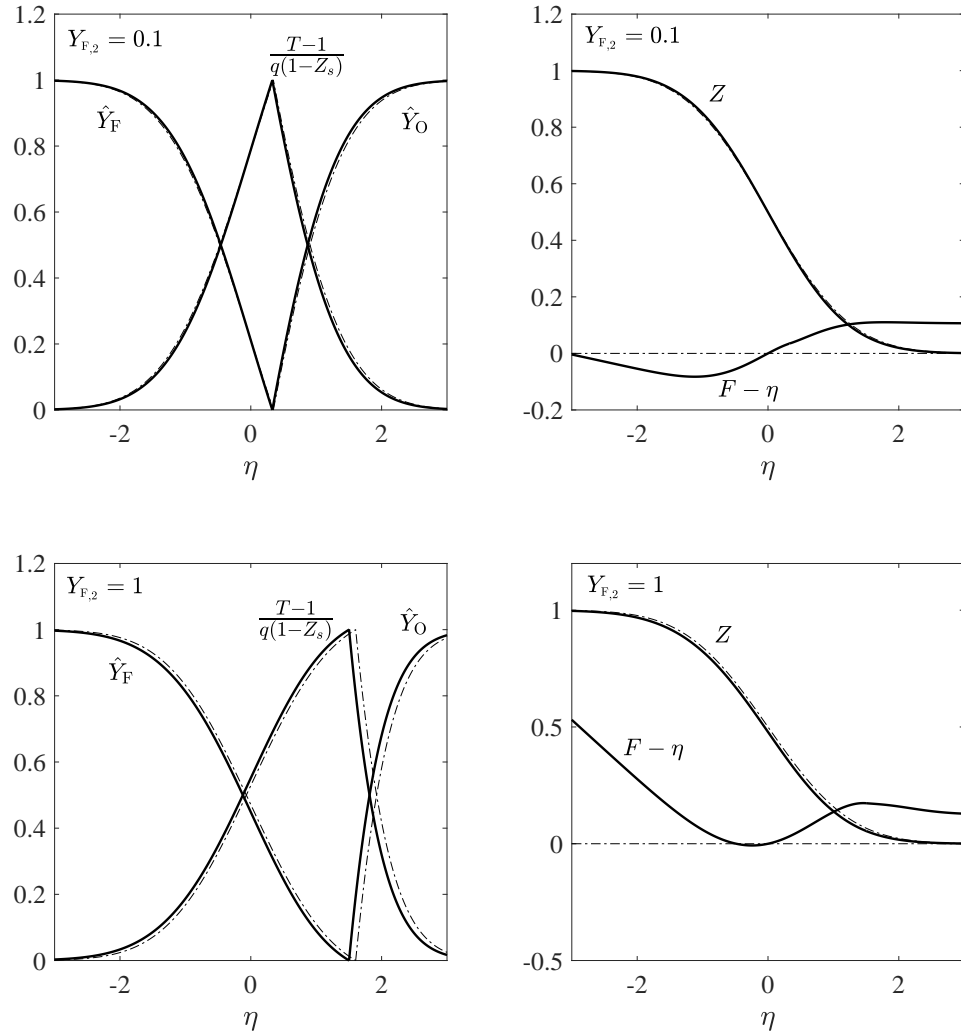 Y_{F,2} = 0.1
\frac{T−1}{q(1−Z_s)}
Ŷ_F
Ŷ_O
1.2
1
0.8
0.6
0.4
0.2
0
-2 0 2
η
Y_{F,2} = 0.1
Z
F − η
1.2
1
0.8
0.6
0.4
0.2
0
-0.2
-2 0 2
η
Y_{F,2} = 1
\frac{T−1}{q(1−Z_s)}
Ŷ_O
Ŷ_F
1.2
1
0.8
0.6
0.4
0.2
0
-2 0 2
η
Y_{F,2} = 1
Z
F − η
1
0.5
0
-0.5
-2 0 2
η